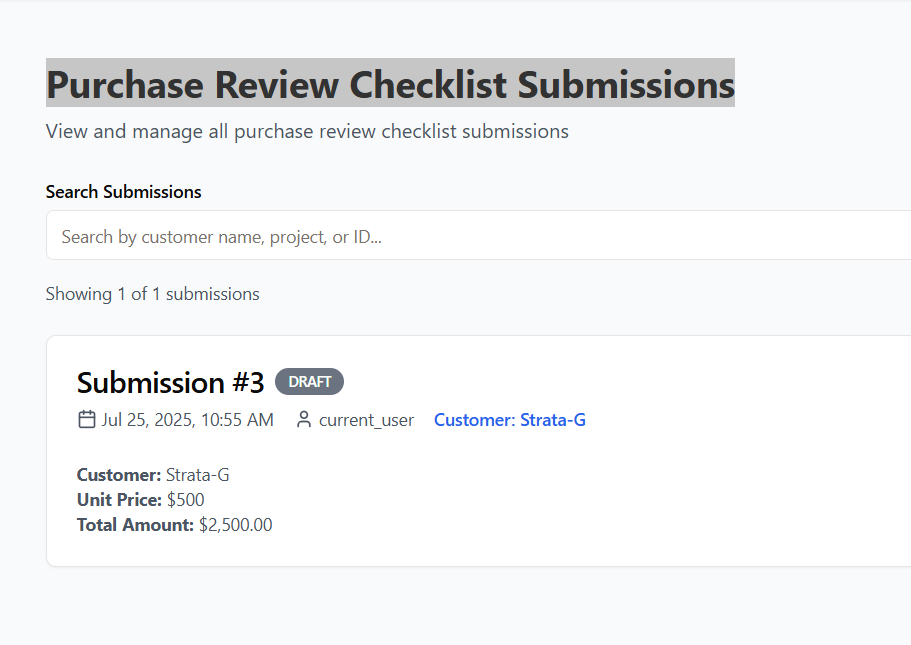 Purchase Review Checklist Submissions
View and manage all purchase review checklist submissions
Search Submissions
Search by customer name, project, or ID...
Showing 1 of 1 submissions
Submission #3 DRAFT
Jul 25, 2025, 10:55 AM current_user Customer: Strata-G
Customer: Strata-G
Unit Price: $500
Total Amount: $2,500.00